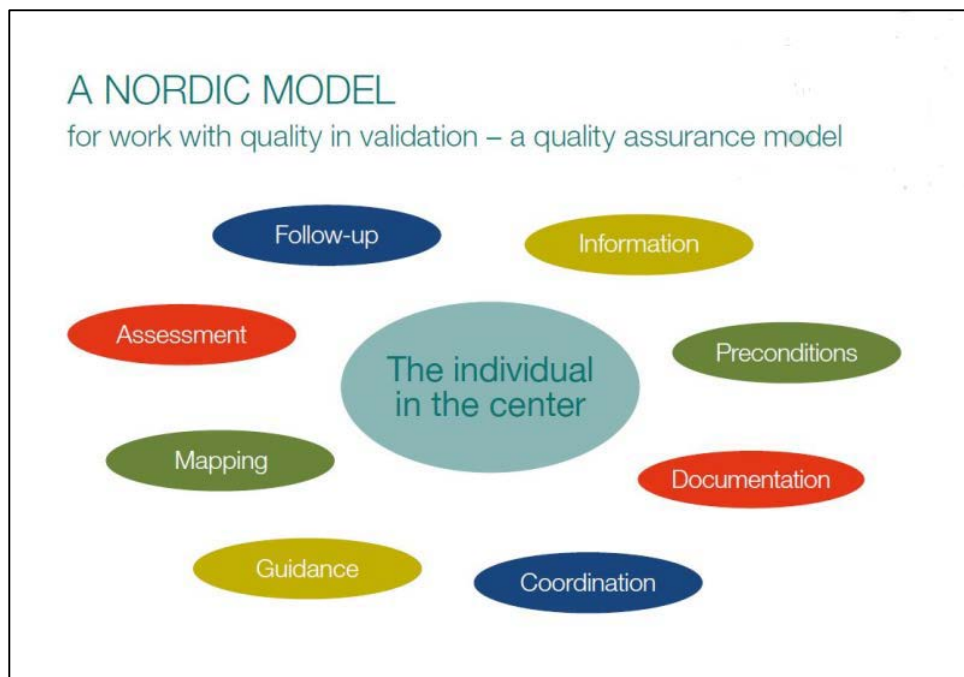 A NORDIC MODEL
for work with quality in validation – a quality assurance model
Follow-up
Information
Assessment
Preconditions
The individual
in the center
Mapping
Documentation
Guidance
Coordination